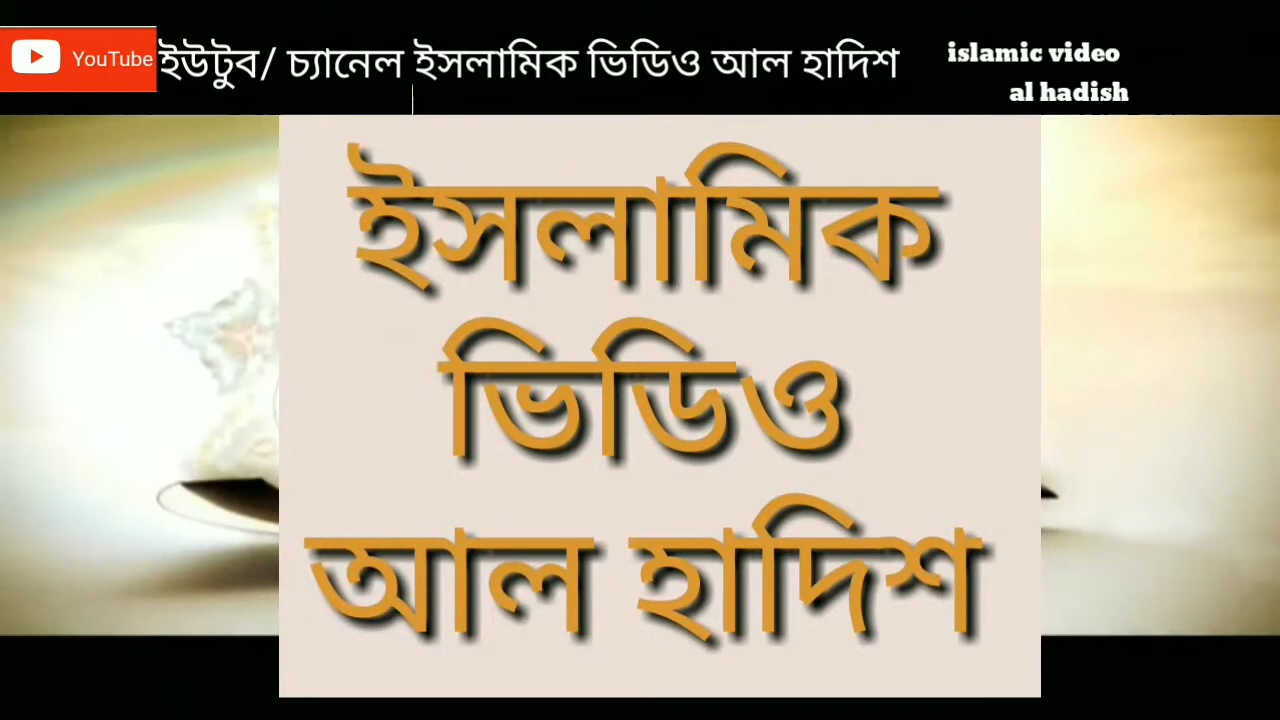 YouTube ইউটুব/ চ্যানেল ইসলামিক ভিডিও আল হাদিশ
islamic video
al hadish
ইসলামিক
ভিডিও
আল হাদিশ